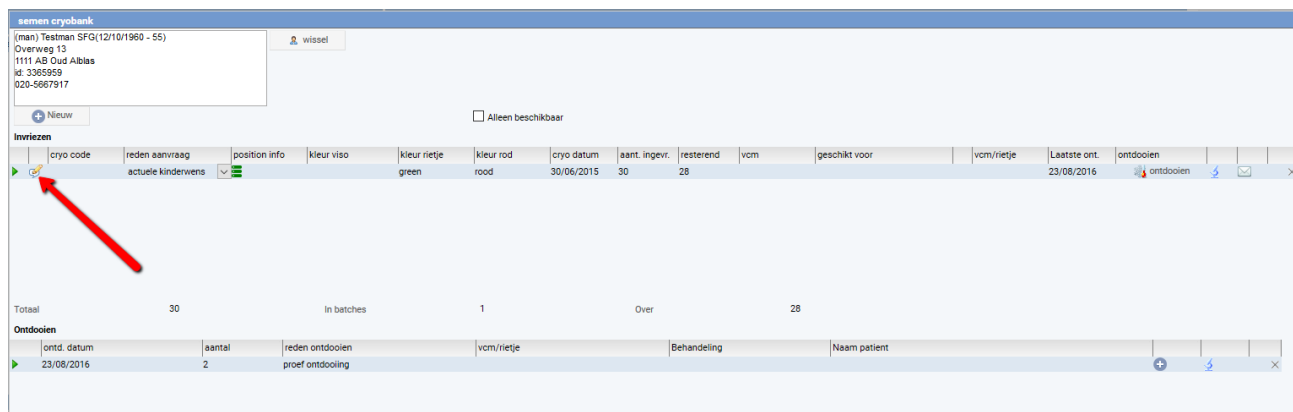 semen cryobank
(man) Testman SFG(12/10/1960 - 55)
Overweg 13
1111 AB Oud Alblas
id: 3365959
020-5667917
wissel
Nieuw
Alleen beschikbaar
Invriezen
cryo code reden aanvraag position info kleur viso kleur rietje kleur rod cryo datum aant. ingevr. resterend vcm geschikt voor vcm/rietje Laatste ont. ontdooien
actuele kinderwens green rood 30/06/2015 30 28 23/08/2016 ontdooien
Totaal 30 In batches 1 Over 28
Ontdooien
ontd. datum aantal reden ontdooien vcm/rietje Behandeling Naam patient
23/08/2016 2 proef ontdooiing